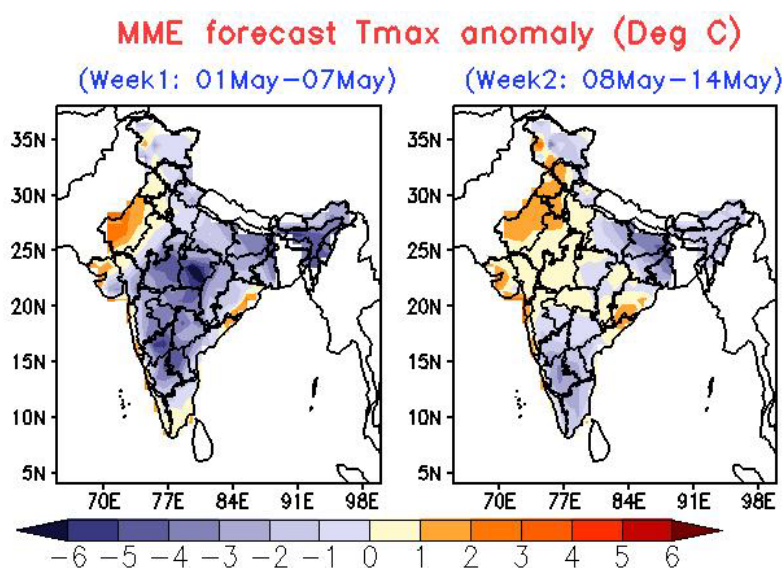 MME forecast Tmax anomaly (Deg C)
(Week1: 01May−07May) (Week2: 08May−14May)
35N 35N
30N 30N
25N 25N
20N 20N
15N 15N
10N 10N
5N 5N
70E 77E 84E 91E 98E 70E 77E 84E 91E 98E
−6 −5 −4 −3 −2 −1 0 1 2 3 4 5 6